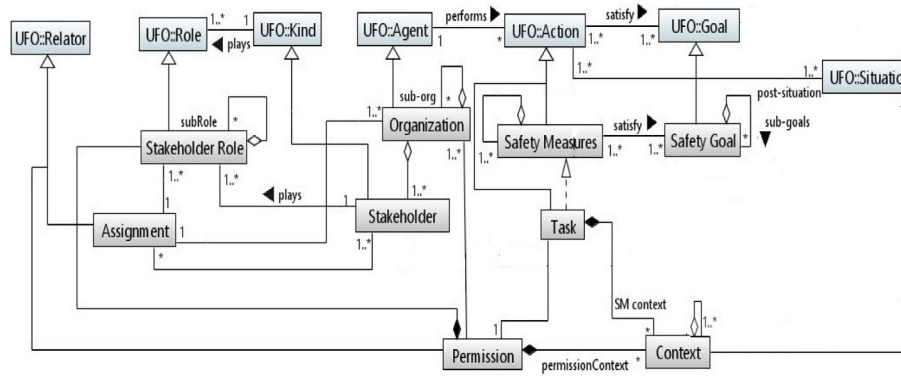 UFO::Relator
UFO::Role
1..*
1
plays
UFO::Kind
UFO::Agent
performs
1
*
UFO::Action
satisfy
1..*
1..*
UFO::Goal
1..*
1..*
UFO::Situatio
post-situation
subRole
*
Stakeholder Role
1..*
1..*
sub-org
*
1..*
Organization
1..*
1..*
Safety Measures
1..*
satisfy
1..*
1..*
Safety Goal
*
sub-goals
plays
1
Stakeholder
1..*
1
Assignment
1
*
Task
SM context
1
*
1..*
Permission
permissionContext
*
Context